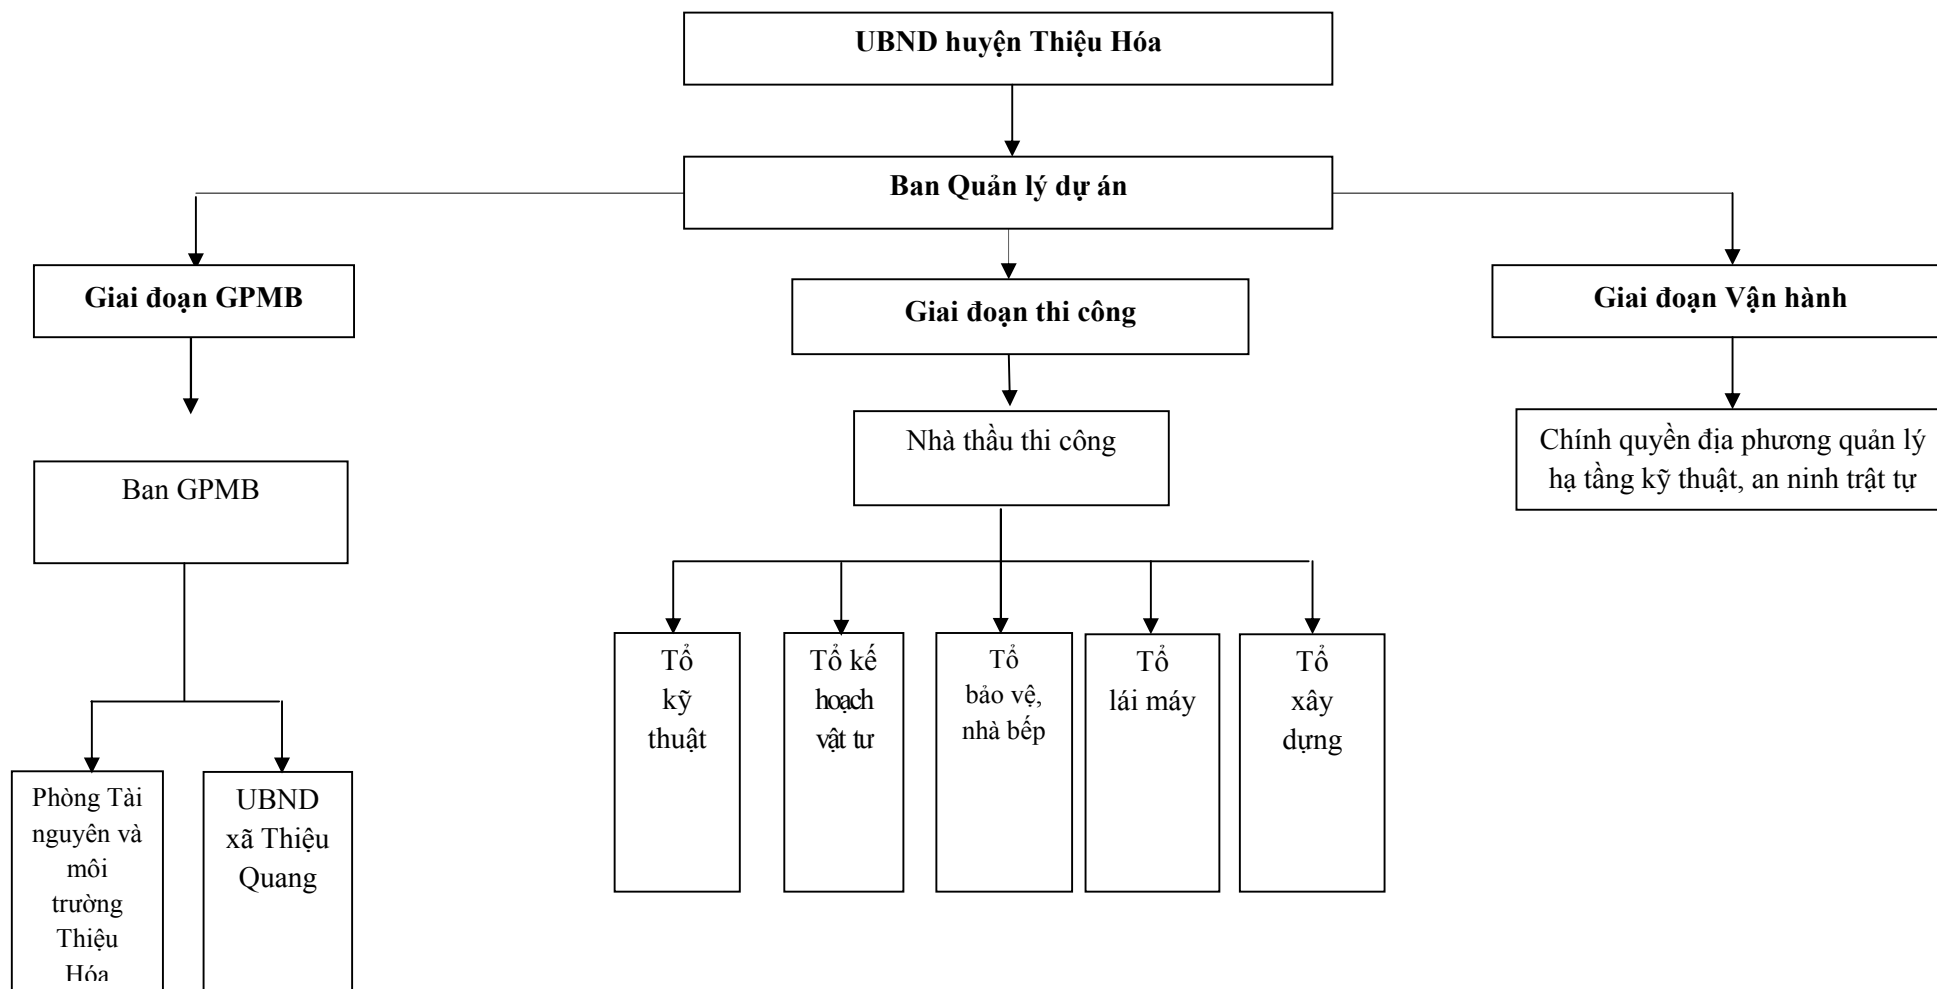 UBND huyện Thiệu Hóa
Ban Quản lý dự án
Giai đoạn GPMB
Giai đoạn thi công
Giai đoạn Vận hành
Ban GPMB
Nhà thầu thi công
Chính quyền địa phương quản lý
hạ tầng kỹ thuật, an ninh trật tự
Phòng Tài
nguyên và
môi
trường
Thiệu
Hóa
UBND
xã Thiệu
Quang
Tổ
kỹ
thuật
Tổ kế
hoạch
vật tư
Tổ
bảo vệ,
nhà bếp
Tổ
lái máy
Tổ
xây
dựng